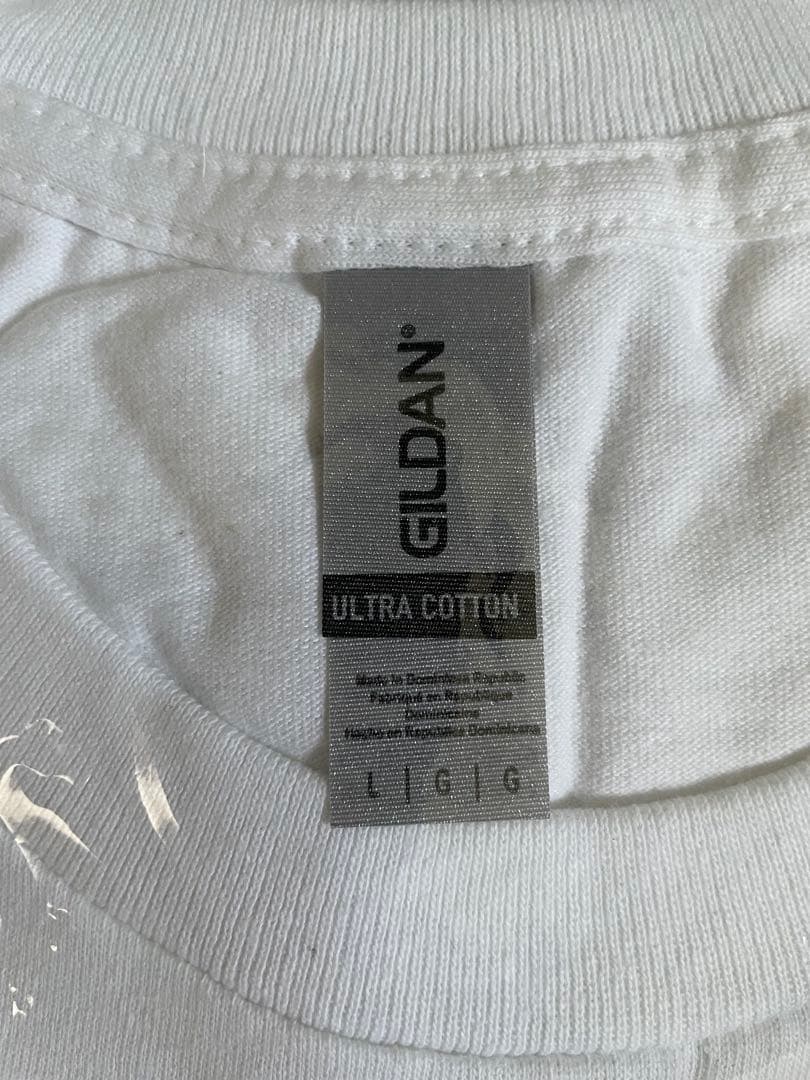 GILDAN®
ULTRA COTTON
Made in Dominican Republic
Fabriqué en République
Dominicaine
Hecho en República Dominicana
L | G | G